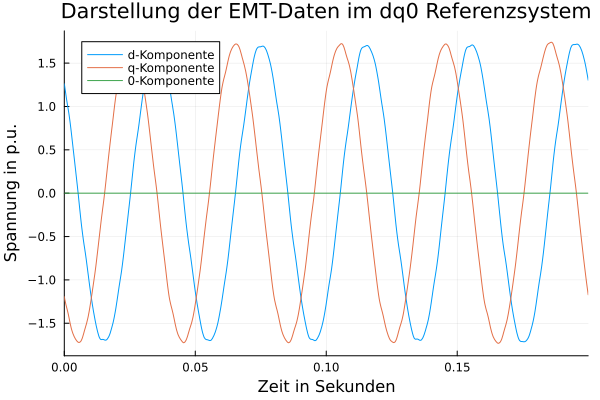 Darstellung der EMT-Daten im dq0 Referenzsystem
d-Komponente
q-Komponente
0-Komponente
Spannung in p.u.
1.5
1.0
0.5
0.0
−0.5
−1.0
−1.5
0.00
0.05
0.10
0.15
Zeit in Sekunden